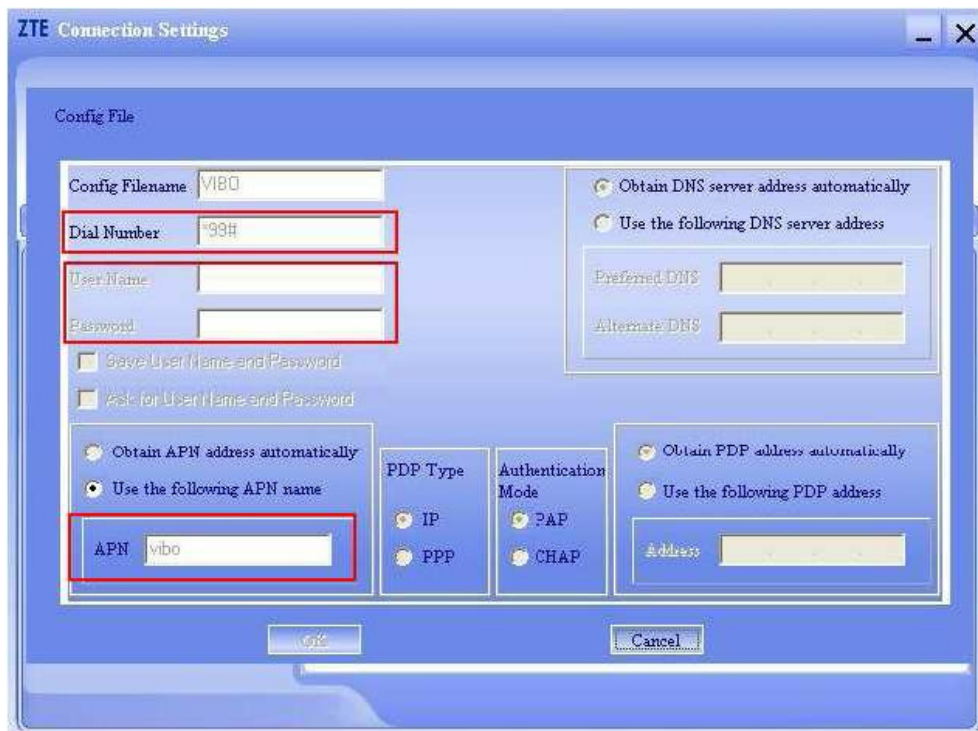 ZTE Connection Settings
Config File
Config Filename VIBO
Dial Number *99#
User Name
Password
Save User Name and Password
Ask for User Name and Password
Obtain DNS server address automatically
Use the following DNS server address
Preferred DNS
Alternate DNS
Obtain APN address automatically
Use the following APN name
APN vibo
PDP Type
IP
PPP
Authentication
Mode
PAP
CHAP
Obtain PDP address automatically
Use the following PDP address
Address
OK
Cancel